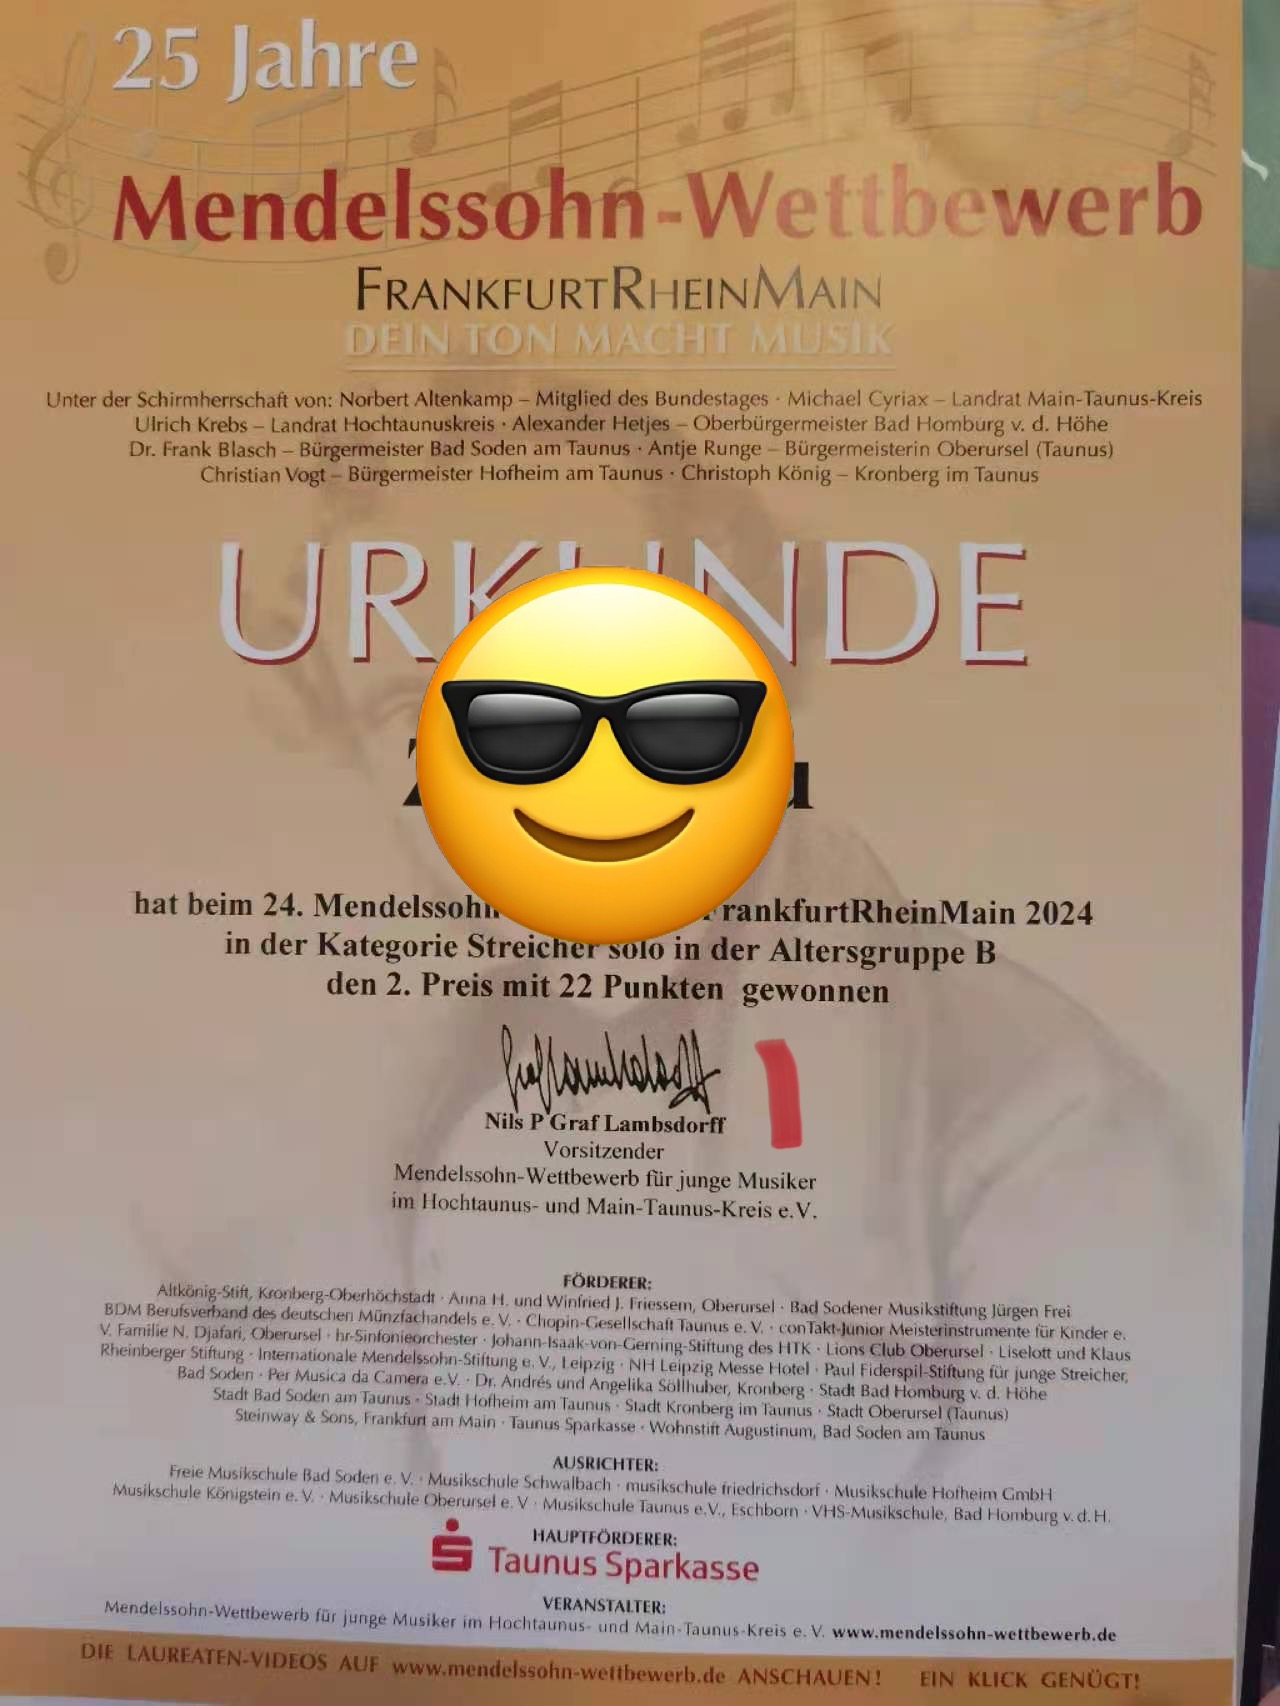 25 Jahre
Mendelssohn-Wettbewerb
FRANKFURTRHEINMAIN
DEIN TON MACHT MUSIK
Unter der Schirmherrschaft von: Norbert Altenkamp – Mitglied des Bundestages · Michael Cyriax – Landrat Main-Taunus-Kreis
Ulrich Krebs – Landrat Hochtaunuskreis · Alexander Hetjes – Oberbürgermeister Bad Homburg v. d. Höhe
Dr. Frank Blasch – Bürgermeister Bad Soden am Taunus · Antje Runge – Bürgermeisterin Oberursel (Taunus)
Christian Vogt – Bürgermeister Hofheim am Taunus · Christoph König – Kronberg im Taunus
URKUNDE
hat beim 24. FrankfurtRheinMain 2024
in der Kategorie Streicher solo in der Altersgruppe B
den 2. Preis mit 22 Punkten gewonnen
Nils P Graf Lambsdorff
Vorsitzender
Mendelssohn-Wettbewerb für junge Musiker
im Hochtaunus- und Main-Taunus-Kreis e.V.
FÖRDERER:
Altkönig-Stift, Kronberg-Oberhöchstadt · Anna H. und Winfried J. Friessem, Oberursel · Bad Sodener Musikstiftung Jürgen Frei
BDM Berufsverband des deutschen Münzfachandels e. V. · Chopin-Gesellschaft Taunus e. V. · conTakt-Junior Meisterinstrumente für Kinder e.
V. Familie N. Djafari, Oberursel · hr-Sinfonieorchester · Johann-Isaak-von-Gerning-Stiftung des HTK · Lions Club Oberursel · Liselott und Klaus
Rheinberger Stiftung · Internationale Mendelssohn-Stiftung e. V., Leipzig · NH Leipzig Messe Hotel · Paul Fiderspil-Stiftung für junge Streicher,
Bad Soden · Per Musica da Camera e.V. · Dr. Andrés und Angelika Söllhuber, Kronberg · Stadt Bad Homburg v. d. Höhe
Stadt Bad Soden am Taunus · Stadt Hofheim am Taunus · Stadt Kronberg im Taunus · Stadt Oberursel (Taunus)
Steinway & Sons, Frankfurt am Main · Taunus Sparkasse · Wohnstift Augustinum, Bad Soden am Taunus
AUSRICHTER:
Freie Musikschule Bad Soden e. V. · Musikschule Schwalbach · musikschule friedrichsdorf · Musikschule Hofheim GmbH
Musikschule Königstein e. V. · Musikschule Oberursel e. V · Musikschule Taunus e.V., Eschborn · VHS-Musikschule, Bad Homburg v. d. H.
HAUPTFÖRDERER:
Taunus Sparkasse
VERANSTALTER:
Mendelssohn-Wettbewerb für junge Musiker im Hochtaunus- und Main-Taunus-Kreis e. V. www.mendelssohn-wettbewerb.de
DIE LAUREATEN-VIDEOS AUF www.mendelssohn-wettbewerb.de ANSCHAUEN! EIN KLICK GENÜGT!